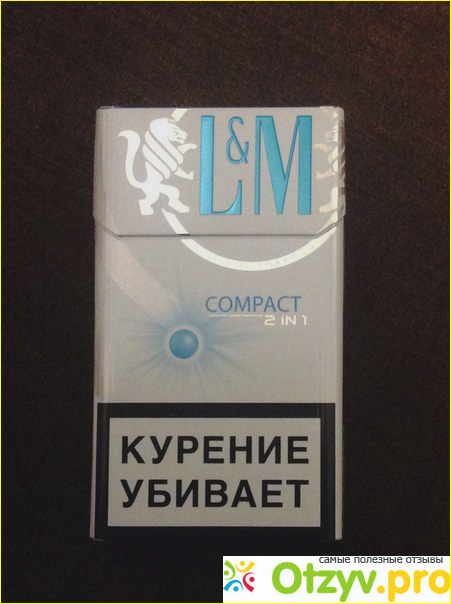 L&M
COMPACT
2 IN 1
КУРЕНИЕ
УБИВАЕТ
самые полезные отзывы
Otzyv.pro